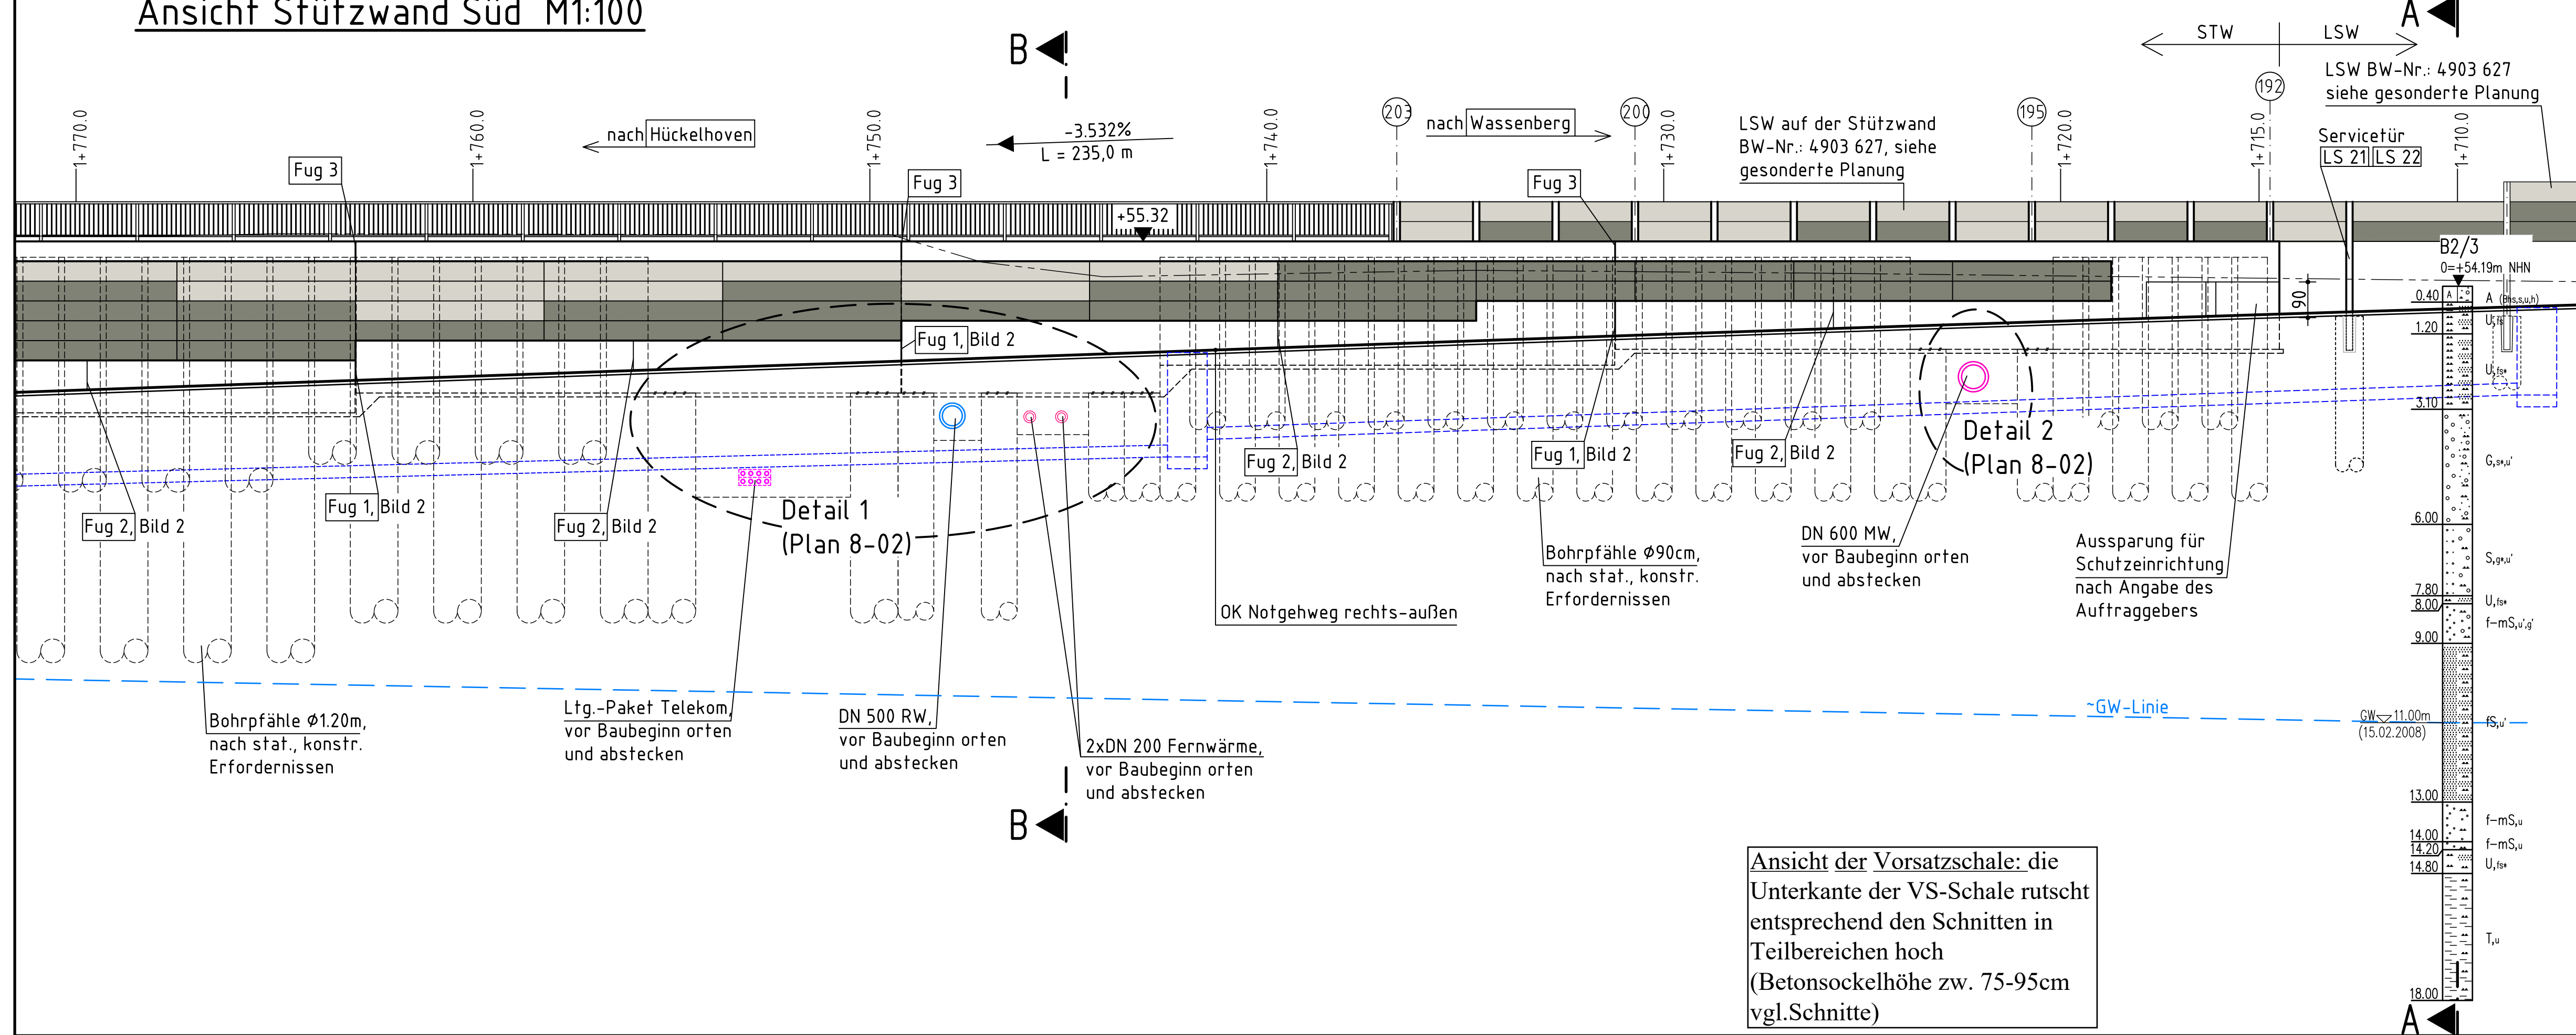 Ansicht Stützwand Süd M1:100
B
A
STW
LSW
LSW BW-Nr.: 4903 627
siehe gesonderte Planung
1+770.0
1+760.0
1+750.0
1+740.0
1+730.0
1+720.0
1+715.0
1+710.0
203
200
195
192
nach Hückelhoven
-3.532%
L = 235,0 m
nach Wassenberg
LSW auf der Stützwand
BW-Nr.: 4903 627, siehe
gesonderte Planung
Servicetür
LS 21 LS 22
Fug 3
Fug 3
Fug 3
+55.32
B2/3
0=+54.19m NHN
90
Fug 1, Bild 2
Detail 2
(Plan 8-02)
Fug 2, Bild 2
Fug 1, Bild 2
Fug 2, Bild 2
Fug 2, Bild 2
Fug 1, Bild 2
Fug 2, Bild 2
Detail 1
(Plan 8-02)
DN 600 MW,
vor Baubeginn orten
und abstecken
Bohrpfähle Ø90cm,
nach stat., konstr.
Erfordernissen
Aussparung für
Schutzeinrichtung
nach Angabe des
Auftraggebers
OK Notgehweg rechts-außen
Bohrpfähle Ø1.20m,
nach stat., konstr.
Erfordernissen
Ltg.-Paket Telekom,
vor Baubeginn orten
und abstecken
DN 500 RW,
vor Baubeginn orten
und abstecken
2xDN 200 Fernwärme,
vor Baubeginn orten
und abstecken
~GW-Linie
GW 11.00m
(15.02.2008)
0.40
A
A (Bhs,s,u,h)
1.20
U,fs
U,fs*
3.10
G,s*,u'
6.00
S,g*,u'
7.80
U,fs*
8.00
f-mS,u',g'
9.00
fS,u'
13.00
f-mS,u
14.00
f-mS,u
14.20
U,fs*
14.80
T,u
18.00
B
A
Ansicht der Vorsatzschale: die
Unterkante der VS-Schale rutscht
entsprechend den Schnitten in
Teilbereichen hoch
(Betonsockelhöhe zw. 75-95cm
vgl.Schnitte)